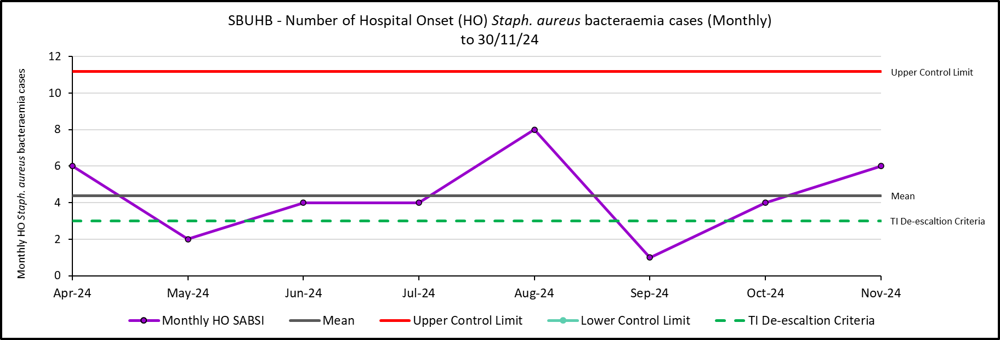 SBUHB - Number of Hospital Onset (HO) Staph. aureus bacteraemia cases (Monthly)
to 30/11/24
Monthly HO Staph. aureus bacteraemia cases
12
10
8
6
4
2
0
Upper Control Limit
Mean
TI De-escaltion Criteria
Apr-24 May-24 Jun-24 Jul-24 Aug-24 Sep-24 Oct-24 Nov-24
Monthly HO SABSI Mean Upper Control Limit Lower Control Limit TI De-escaltion Criteria